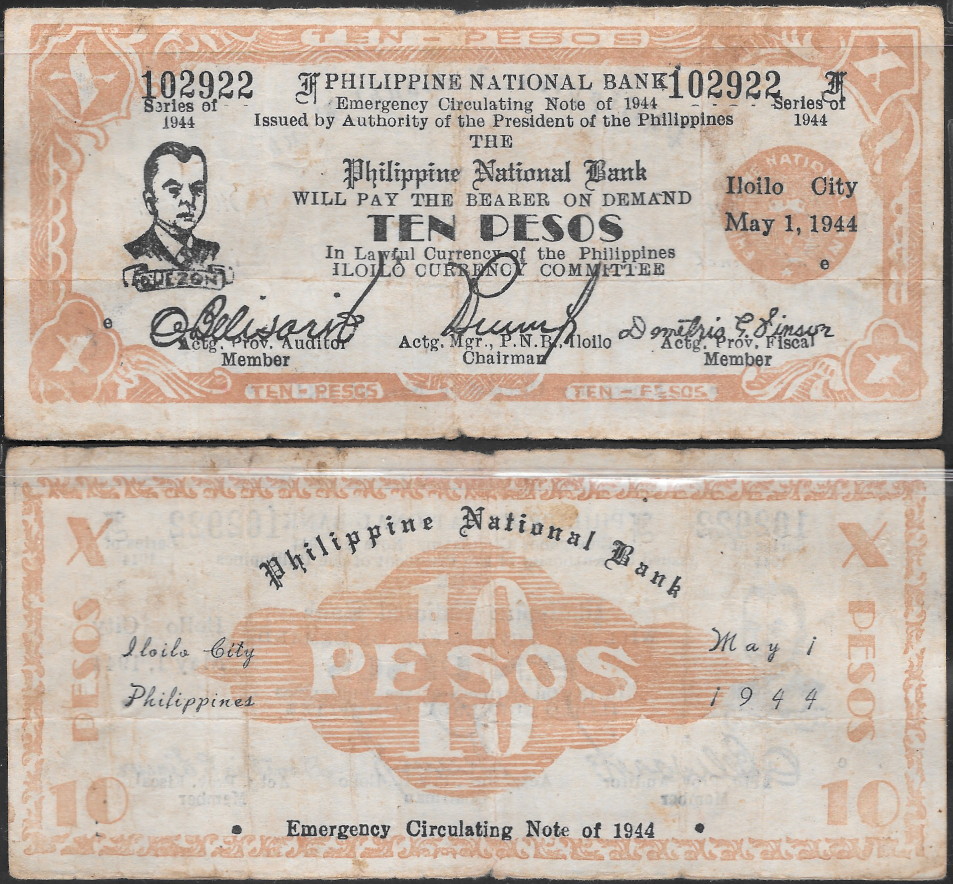 TEN-PESOS
X X
102922 F PHILIPPINE NATIONAL BANK 102922 F
Series of Emergency Circulating Note of 1944 Series of
1944 Issued by Authority of the President of the Philippines 1944
THE
Philippine National Bank
WILL PAY THE BEARER ON DEMAND
TEN PESOS
Iloilo City
May 1, 1944
In Lawful Currency of the Philippines
ILOILO CURRENCY COMMITTEE
QUEZON
e
e
Belisario Demetrio G. Vinson
Actg. Prov. Auditor Actg. Mgr., P.N.B., Iloilo Actg. Prov. Fiscal
Member Chairman Member
X X
TEN-PESOS TEN-PESOS
Philippine National Bank
X X
10
PESOS PESOS PESOS
10
Iloilo City May 1
Philippines 1944
10 10
• Emergency Circulating Note of 1944 •